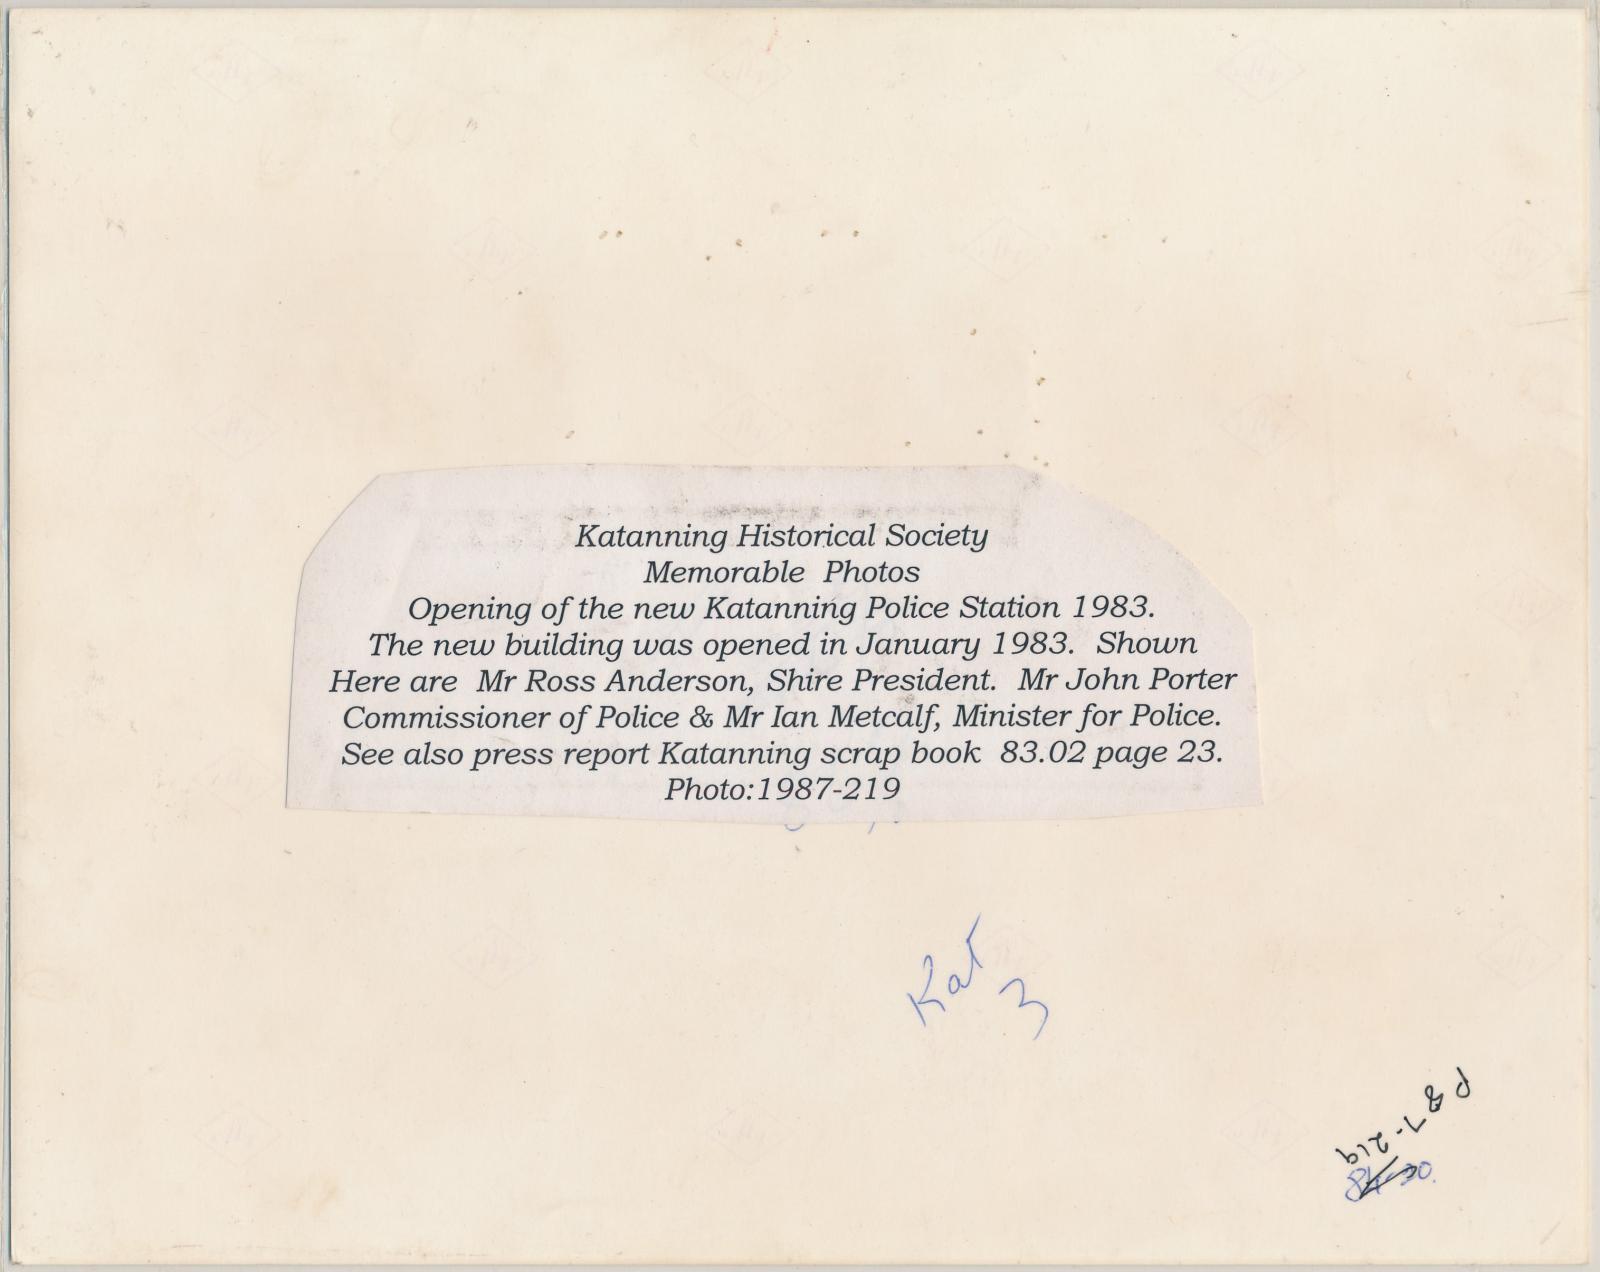 Katanning Historical Society
Memorable Photos
Opening of the new Katanning Police Station 1983.
The new building was opened in January 1983. Shown
Here are Mr Ross Anderson, Shire President. Mr John Porter
Commissioner of Police & Mr Ian Metcalf, Minister for Police.
See also press report Katanning scrap book 83.02 page 23.
Photo:1987-219
Kat
3
P 87-219